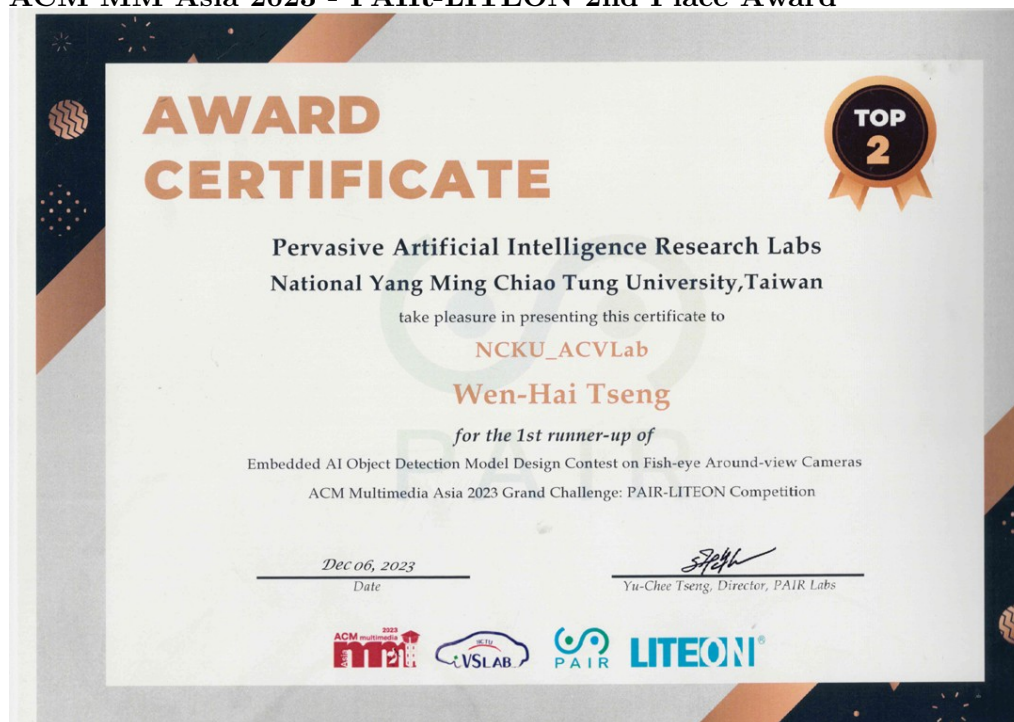 ACM MM Asia 2023 - PAIR-LITEON 2nd Place Award
AWARD
CERTIFICATE
TOP
2
Pervasive Artificial Intelligence Research Labs
National Yang Ming Chiao Tung University,Taiwan
take pleasure in presenting this certificate to
NCKU_ACVLab
Wen-Hai Tseng
for the 1st runner-up of
Embedded AI Object Detection Model Design Contest on Fish-eye Around-view Cameras
ACM Multimedia Asia 2023 Grand Challenge: PAIR-LITEON Competition
Dec 06, 2023
Date
Yu-Chee Tseng, Director, PAIR Labs
2023
ACM multimedia
Asia
mm
NCTU
iVSLAB
PAIR
LITEON®
PAIR